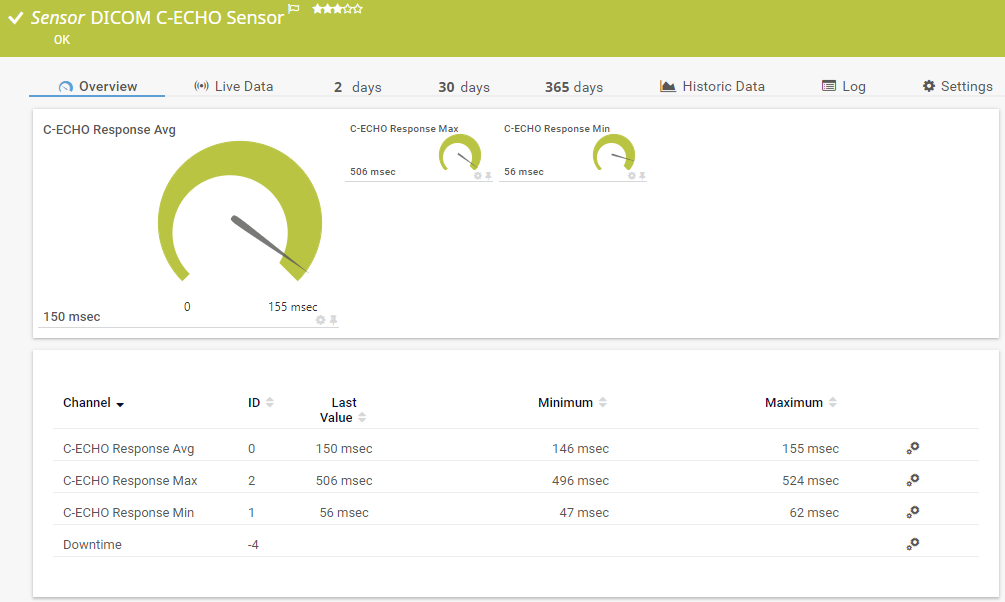 Sensor DICOM C-ECHO Sensor
OK
Overview
Live Data
2 days
30 days
365 days
Historic Data
Log
Settings
C-ECHO Response Avg
0
155 msec
150 msec
C-ECHO Response Max
506 msec
C-ECHO Response Min
56 msec
Channel ID Last Value Minimum Maximum
C-ECHO Response Avg 0 150 msec 146 msec 155 msec
C-ECHO Response Max 2 506 msec 496 msec 524 msec
C-ECHO Response Min 1 56 msec 47 msec 62 msec
Downtime -4